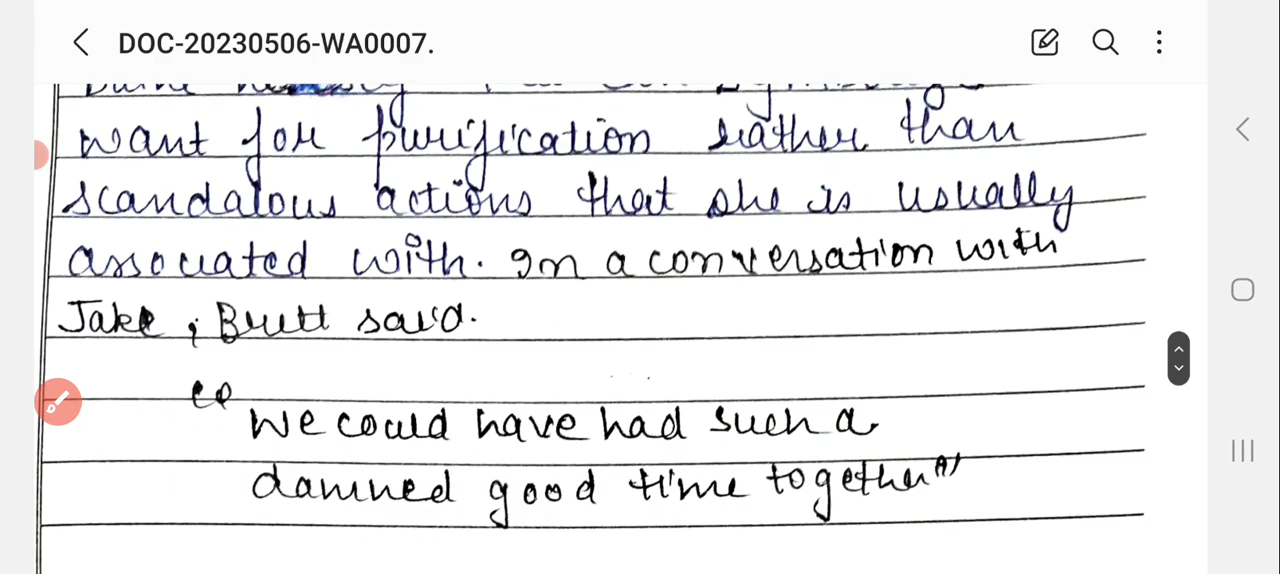 DOC-20230506-WA0007.
want for purification rather than
scandalous actions that she is usually
associated with. In a conversation with
Jake, Brett said.
"We could have had such a
damned good time together"